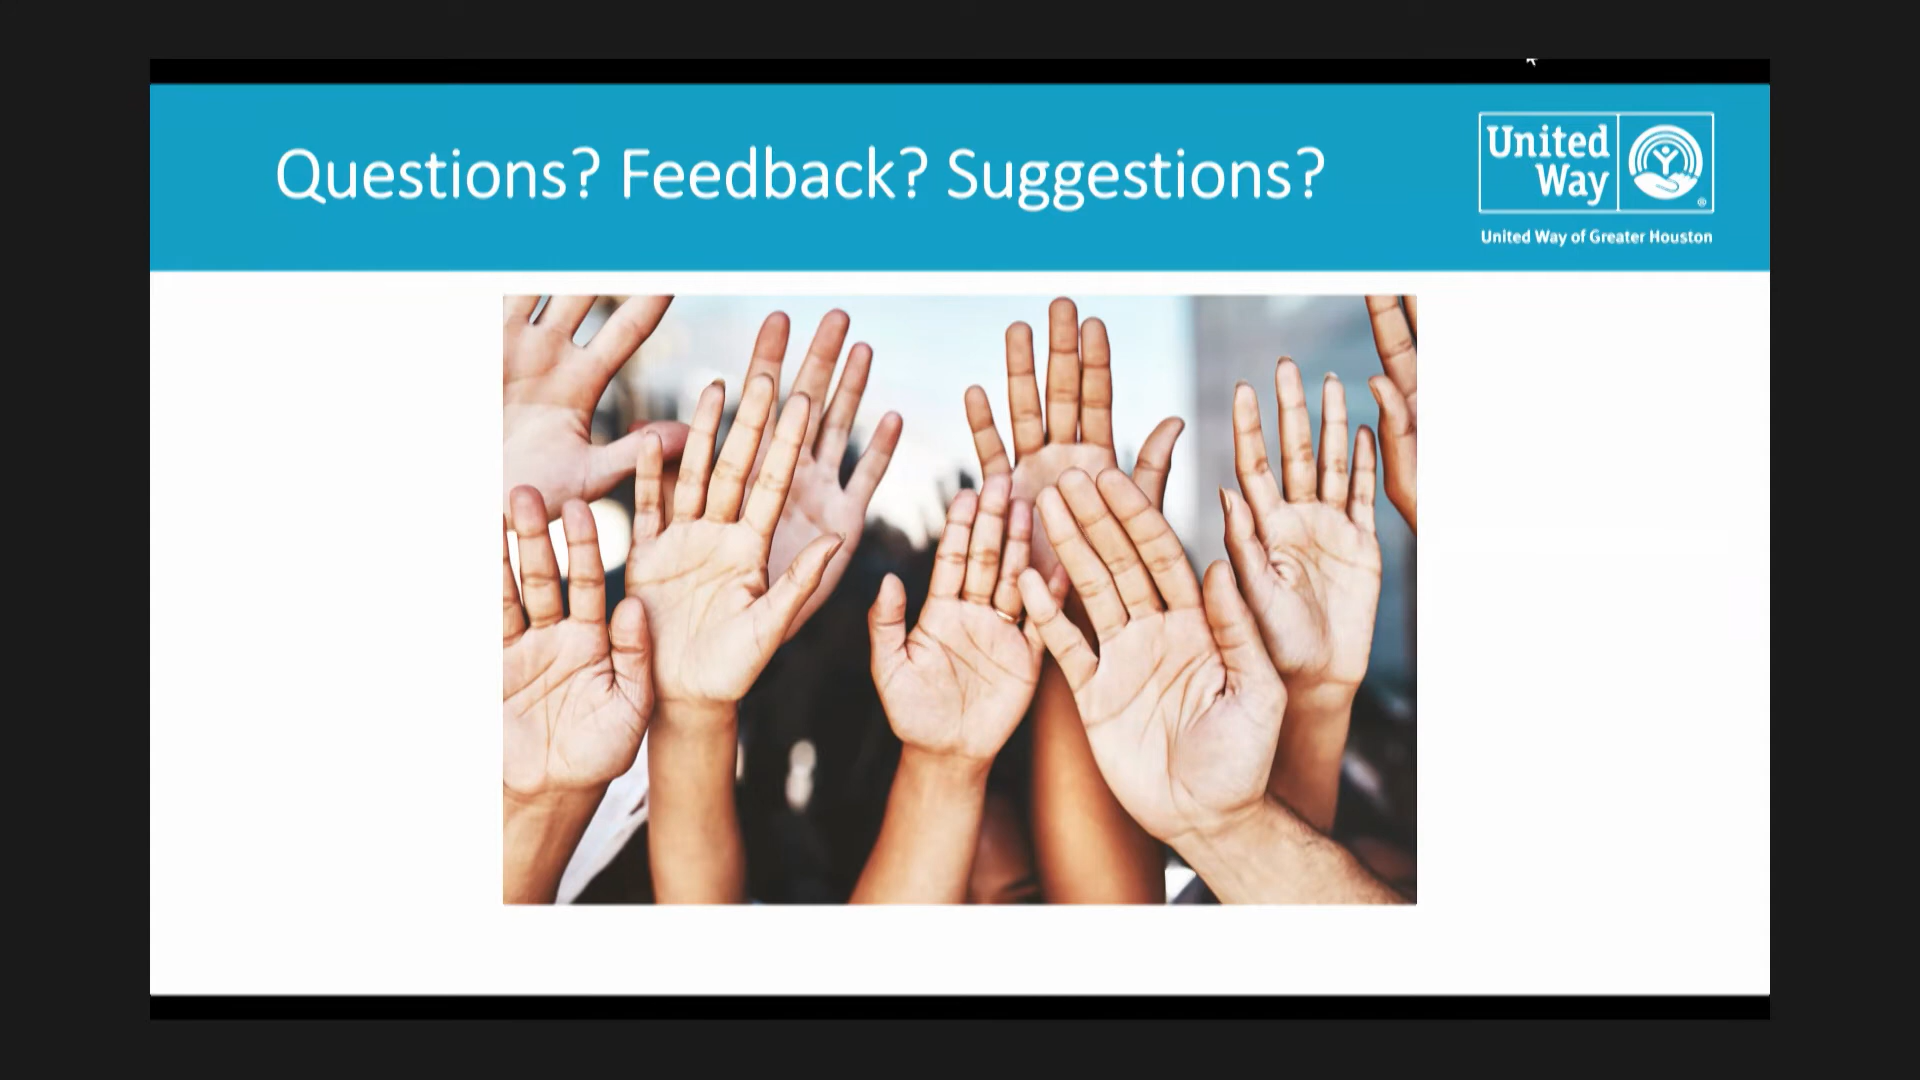 Questions? Feedback? Suggestions?
United
Way
®
United Way of Greater Houston